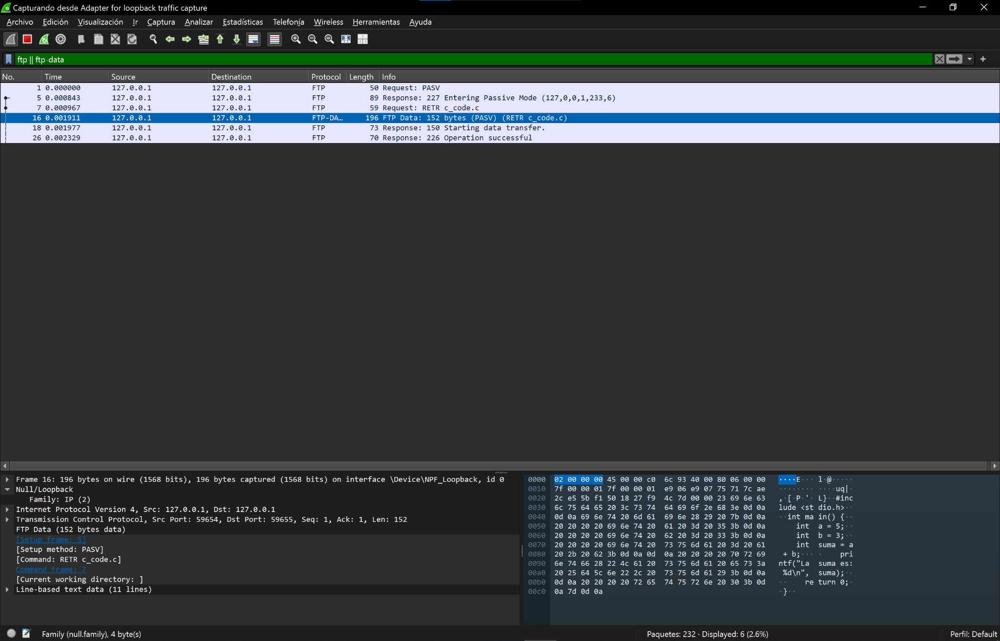 Capturando desde Adapter for loopback traffic capture
Archivo Edición Visualización Ir Captura Analizar Estadísticas Telefonía Wireless Herramientas Ayuda
ftp || ftp-data
No. Time Source Destination Protocol Length Info
1 0.000000 127.0.0.1 127.0.0.1 FTP 50 Request: PASV
5 0.000843 127.0.0.1 127.0.0.1 FTP 89 Response: 227 Entering Passive Mode (127,0,0,1,233,6)
7 0.000967 127.0.0.1 127.0.0.1 FTP 59 Request: RETR c_code.c
16 0.001911 127.0.0.1 127.0.0.1 FTP-DA… 196 FTP Data: 152 bytes (PASV) (RETR c_code.c)
18 0.001977 127.0.0.1 127.0.0.1 FTP 73 Response: 150 Starting data transfer.
26 0.002329 127.0.0.1 127.0.0.1 FTP 70 Response: 226 Operation successful
Frame 16: 196 bytes on wire (1568 bits), 196 bytes captured (1568 bits) on interface \Device\NPF_Loopback, id 0
Null/Loopback
Family: IP (2)
Internet Protocol Version 4, Src: 127.0.0.1, Dst: 127.0.0.1
Transmission Control Protocol, Src Port: 59654, Dst Port: 59655, Seq: 1, Ack: 1, Len: 152
FTP Data (152 bytes data)
[Setup frame: 5]
[Setup method: PASV]
[Command: RETR c_code.c]
Command frame: 7
[Current working directory: ]
Line-based text data (11 lines)
0000 02 00 00 00 45 00 00 c0 6c 93 40 00 80 06 00 00 ····E··· l·@·····
0010 7f 00 00 01 7f 00 00 01 e9 06 e9 07 75 71 7c ae ········ ····uq|·
0020 2c e5 5b f1 50 18 27 f9 4c 7d 00 00 23 69 6e 63 ,·[·P·'· L}··#inc
0030 6c 75 64 65 20 3c 73 74 64 69 6f 2e 68 3e 0d 0a lude <st dio.h>··
0040 0d 0a 69 6e 74 20 6d 61 69 6e 28 29 20 7b 0d 0a ··int ma in() {··
0050 20 20 20 20 69 6e 74 20 61 20 3d 20 35 3b 0d 0a int a = 5;··
0060 20 20 20 20 69 6e 74 20 62 20 3d 20 33 3b 0d 0a int b = 3;··
0070 20 20 20 20 69 6e 74 20 73 75 6d 61 20 3d 20 61 int suma = a
0080 20 2b 20 62 3b 0d 0a 0d 0a 20 20 20 20 70 72 69 + b;··· · pri
0090 6e 74 66 28 22 4c 61 20 73 75 6d 61 20 65 73 3a ntf("La suma es:
00a0 20 25 64 5c 6e 22 2c 20 73 75 6d 61 29 3b 0d 0a %d\n", suma);··
00b0 0d 0a 20 20 20 20 72 65 74 75 72 6e 20 30 3b 0d ·· re turn 0;·
00c0 0a 7d 0d 0a ·}··
Family (null.family), 4 byte(s)
Paquetes: 232 · Displayed: 6 (2.6%)
Perfil: Default